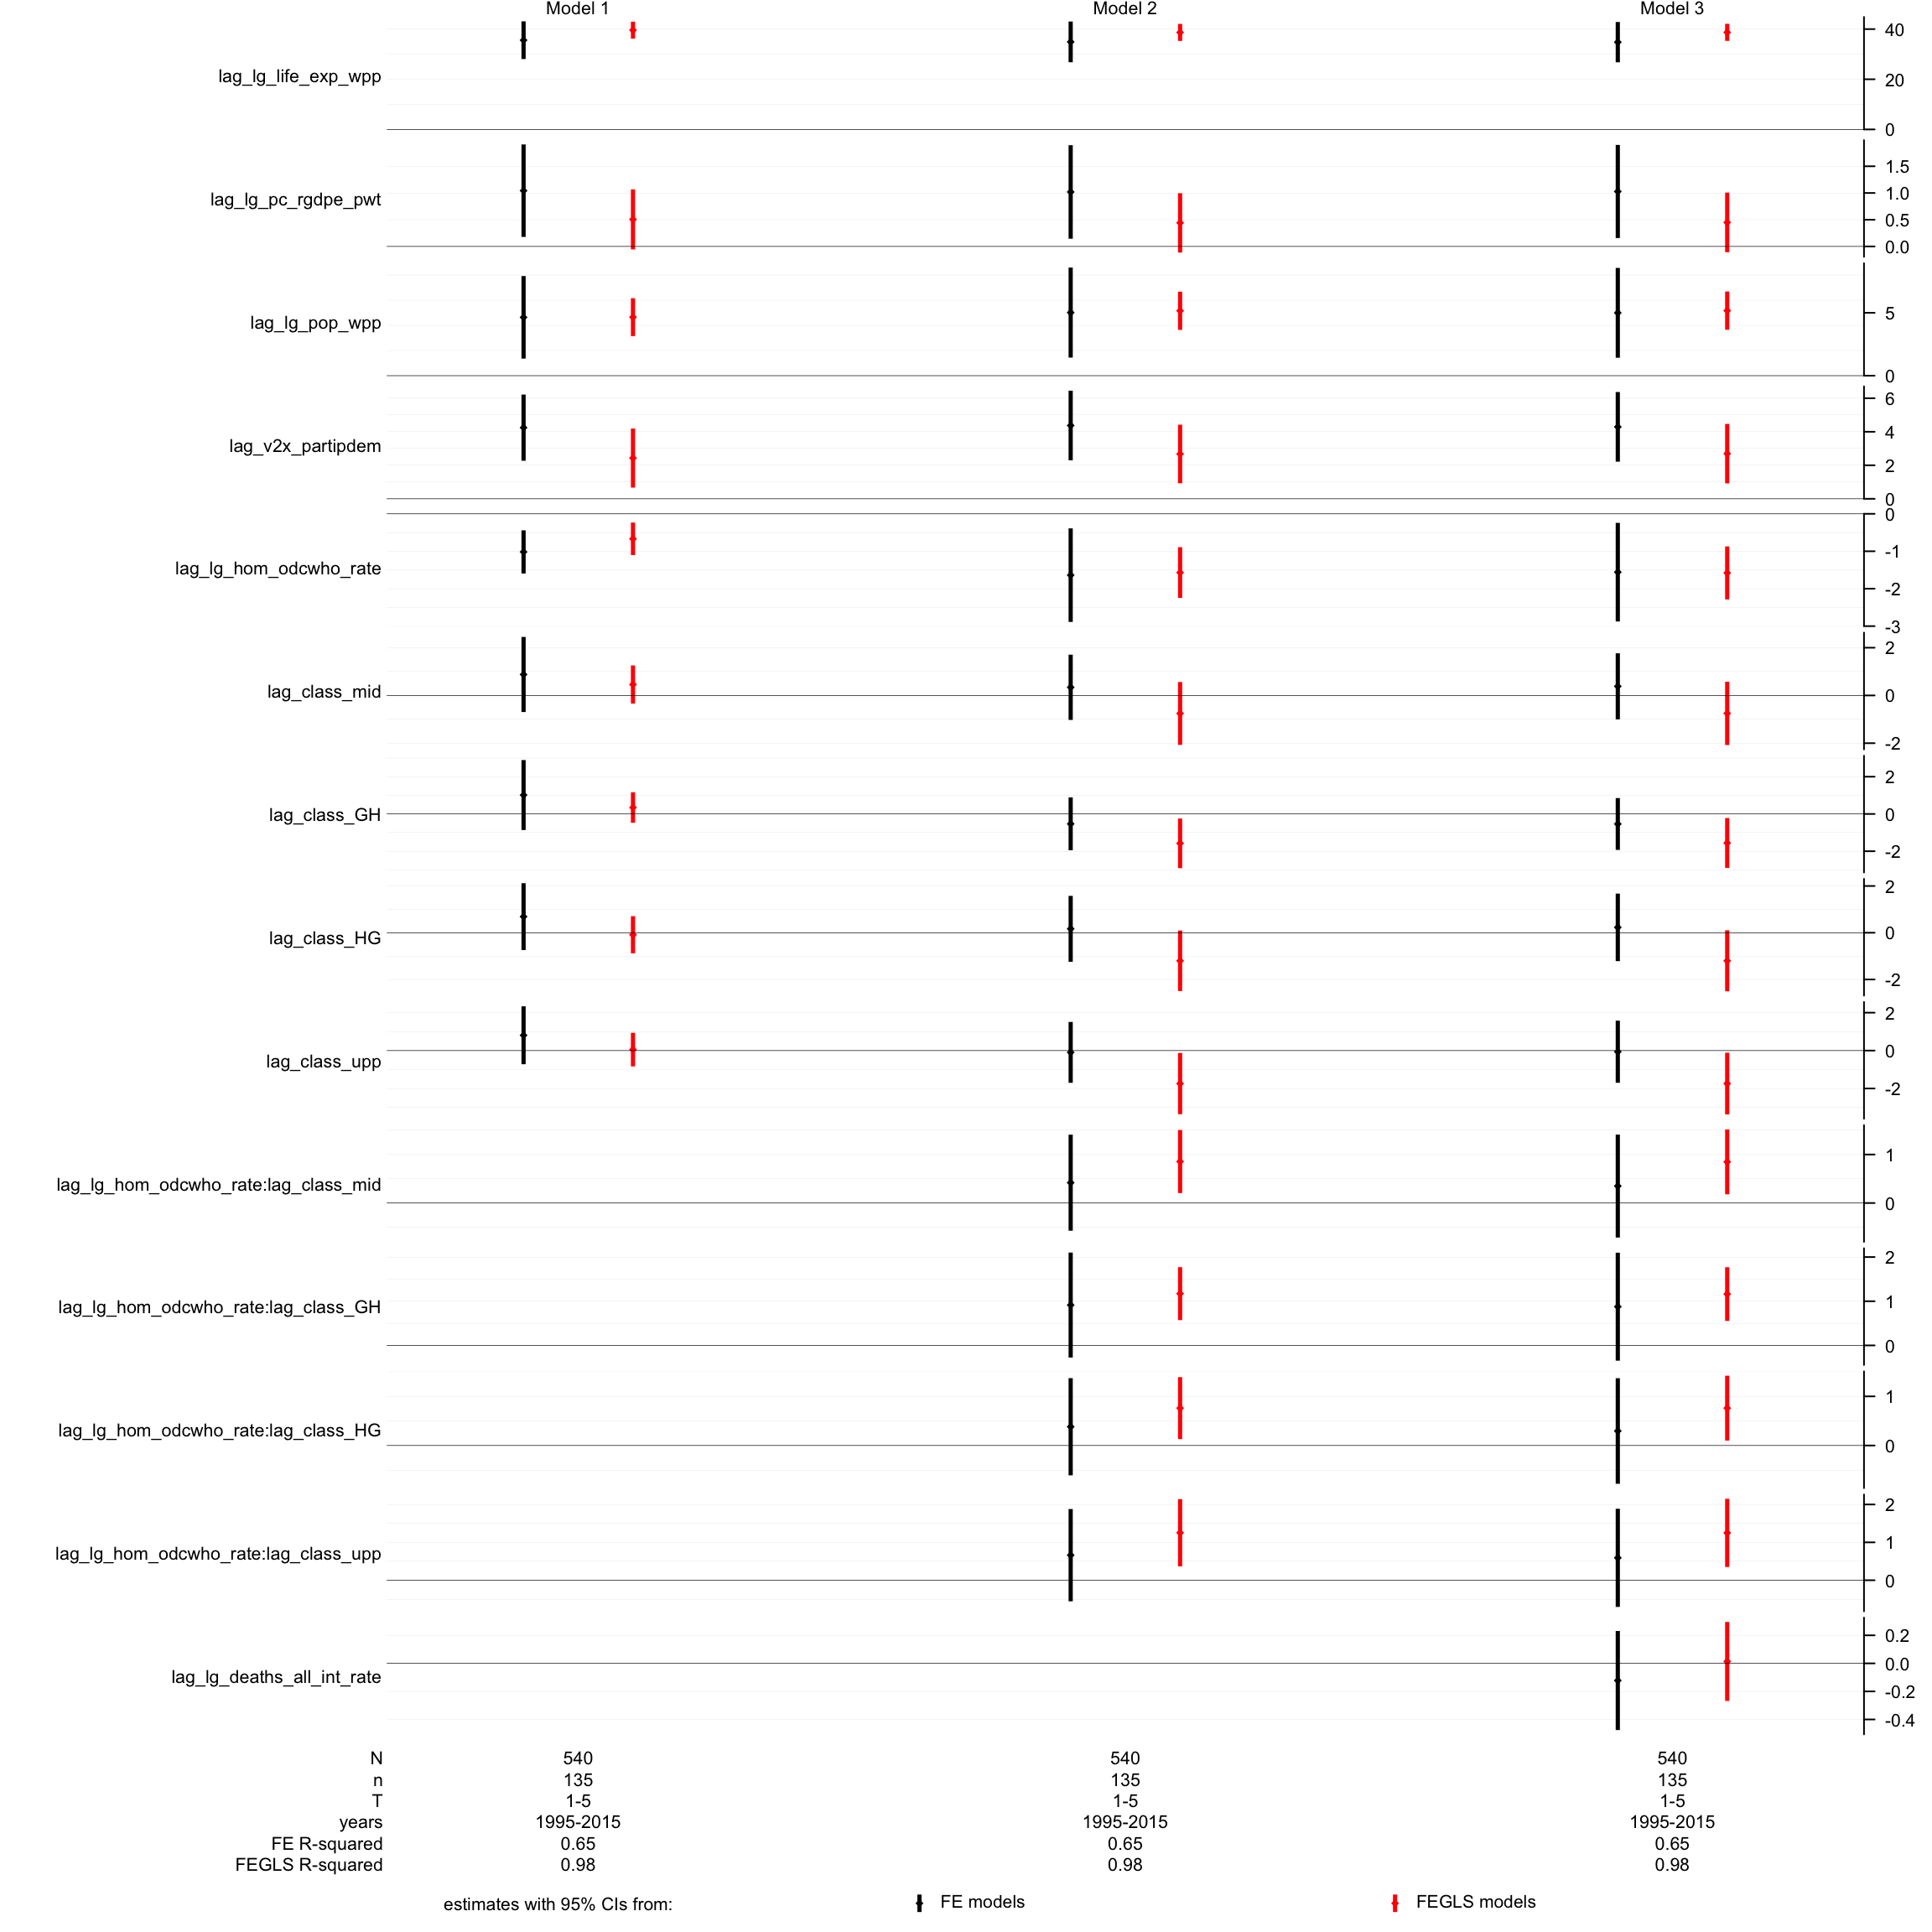 Model 1 Model 2 Model 3
lag_lg_life_exp_wpp
40
20
0
lag_lg_pc_rgdpe_pwt
1.5
1.0
0.5
0.0
lag_lg_pop_wpp
5
0
lag_v2x_partipdem
6
4
2
0
lag_lg_hom_odcwho_rate
0
-1
-2
-3
lag_class_mid
2
0
-2
lag_class_GH
2
0
-2
lag_class_HG
2
0
-2
lag_class_upp
2
0
-2
lag_lg_hom_odcwho_rate:lag_class_mid
1
0
lag_lg_hom_odcwho_rate:lag_class_GH
2
1
0
lag_lg_hom_odcwho_rate:lag_class_HG
1
0
lag_lg_hom_odcwho_rate:lag_class_upp
2
1
0
lag_lg_deaths_all_int_rate
0.2
0.0
-0.2
-0.4
N 540 540 540
n 135 135 135
T 1-5 1-5 1-5
years 1995-2015 1995-2015 1995-2015
FE R-squared 0.65 0.65 0.65
FEGLS R-squared 0.98 0.98 0.98
estimates with 95% CIs from: FE models FEGLS models